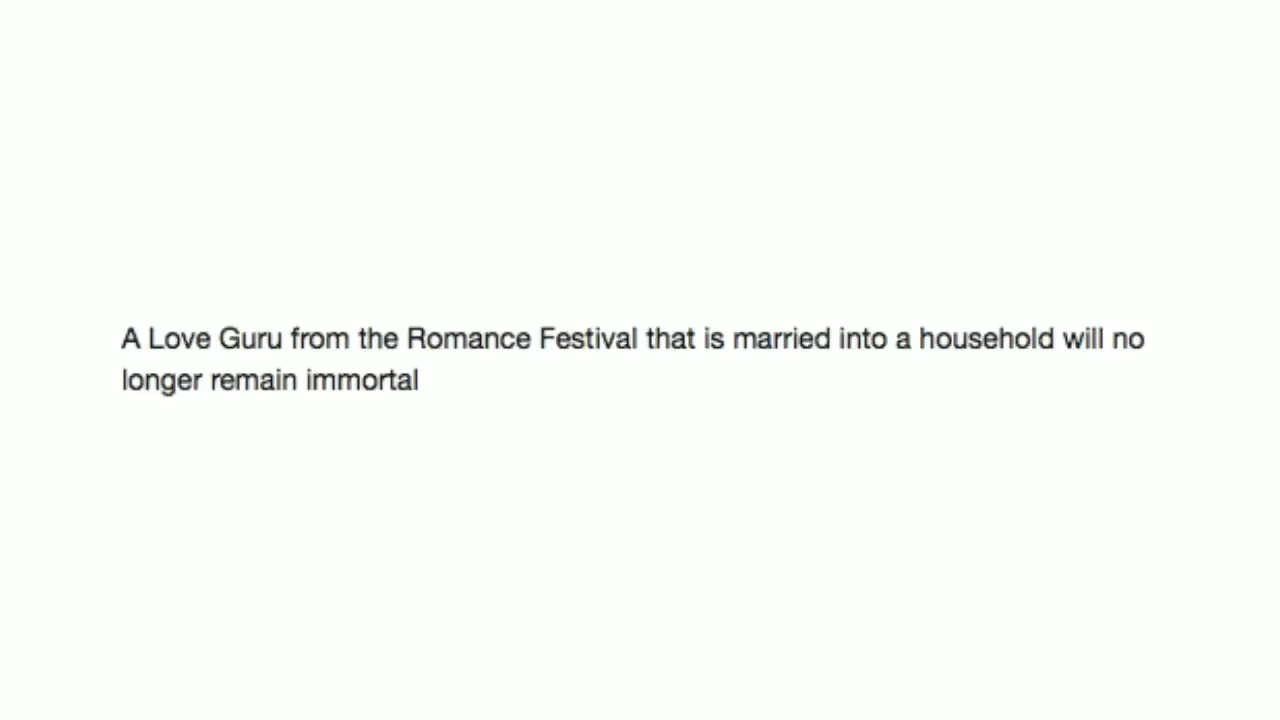 A Love Guru from the Romance Festival that is married into a household will no
longer remain immortal